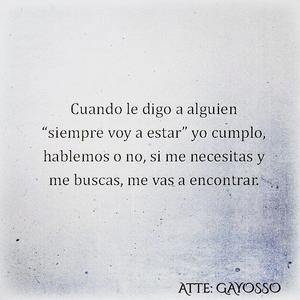 Cuando le digo a alguien
“siempre voy a estar” yo cumplo,
hablemos o no, si me necesitas y
me buscas, me vas a encontrar.
ATTE: GAYOSSO